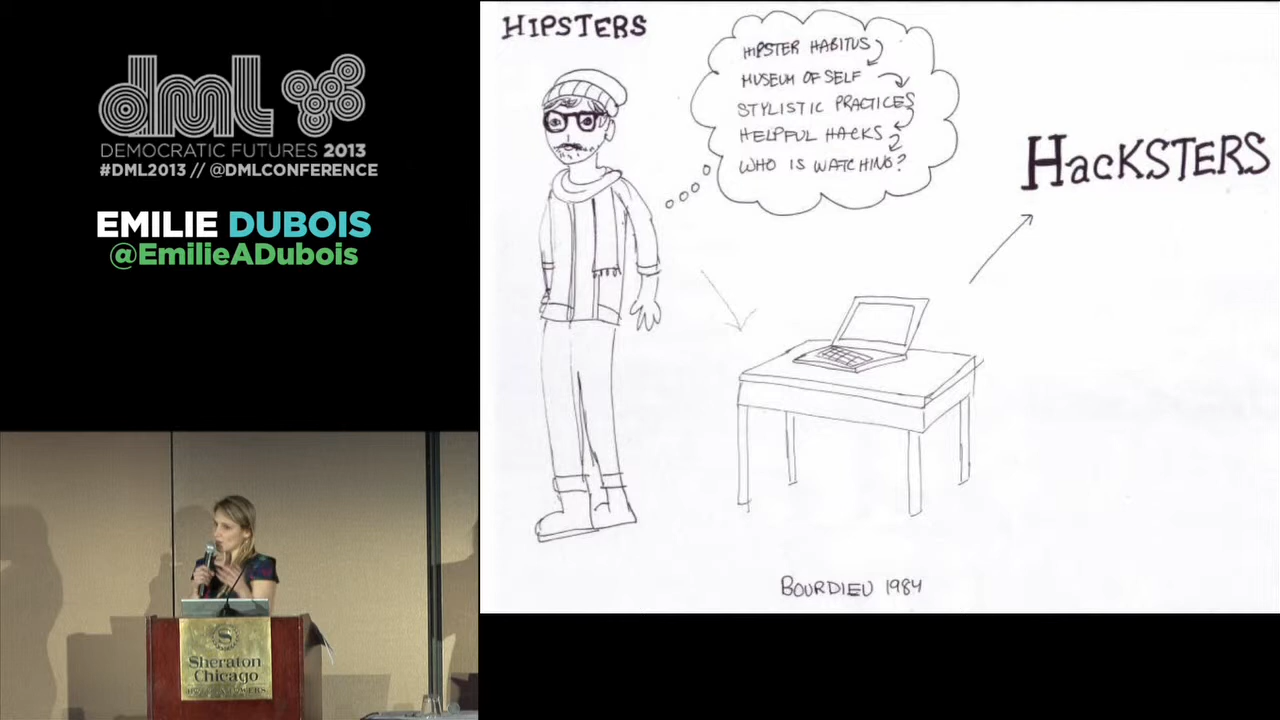 dml
DEMOCRATIC FUTURES 2013
#DML2013 // @DMLCONFERENCE
EMILIE DUBOIS
@EmilieADubois
HIPSTERS
HIPSTER HABITUS
MUSEUM OF SELF
STYLISTIC PRACTICES
HELPFUL HACKS
WHO IS WATCHING?
HacKSTERS
BOURDIEU 1984
S
Sheraton
Chicago